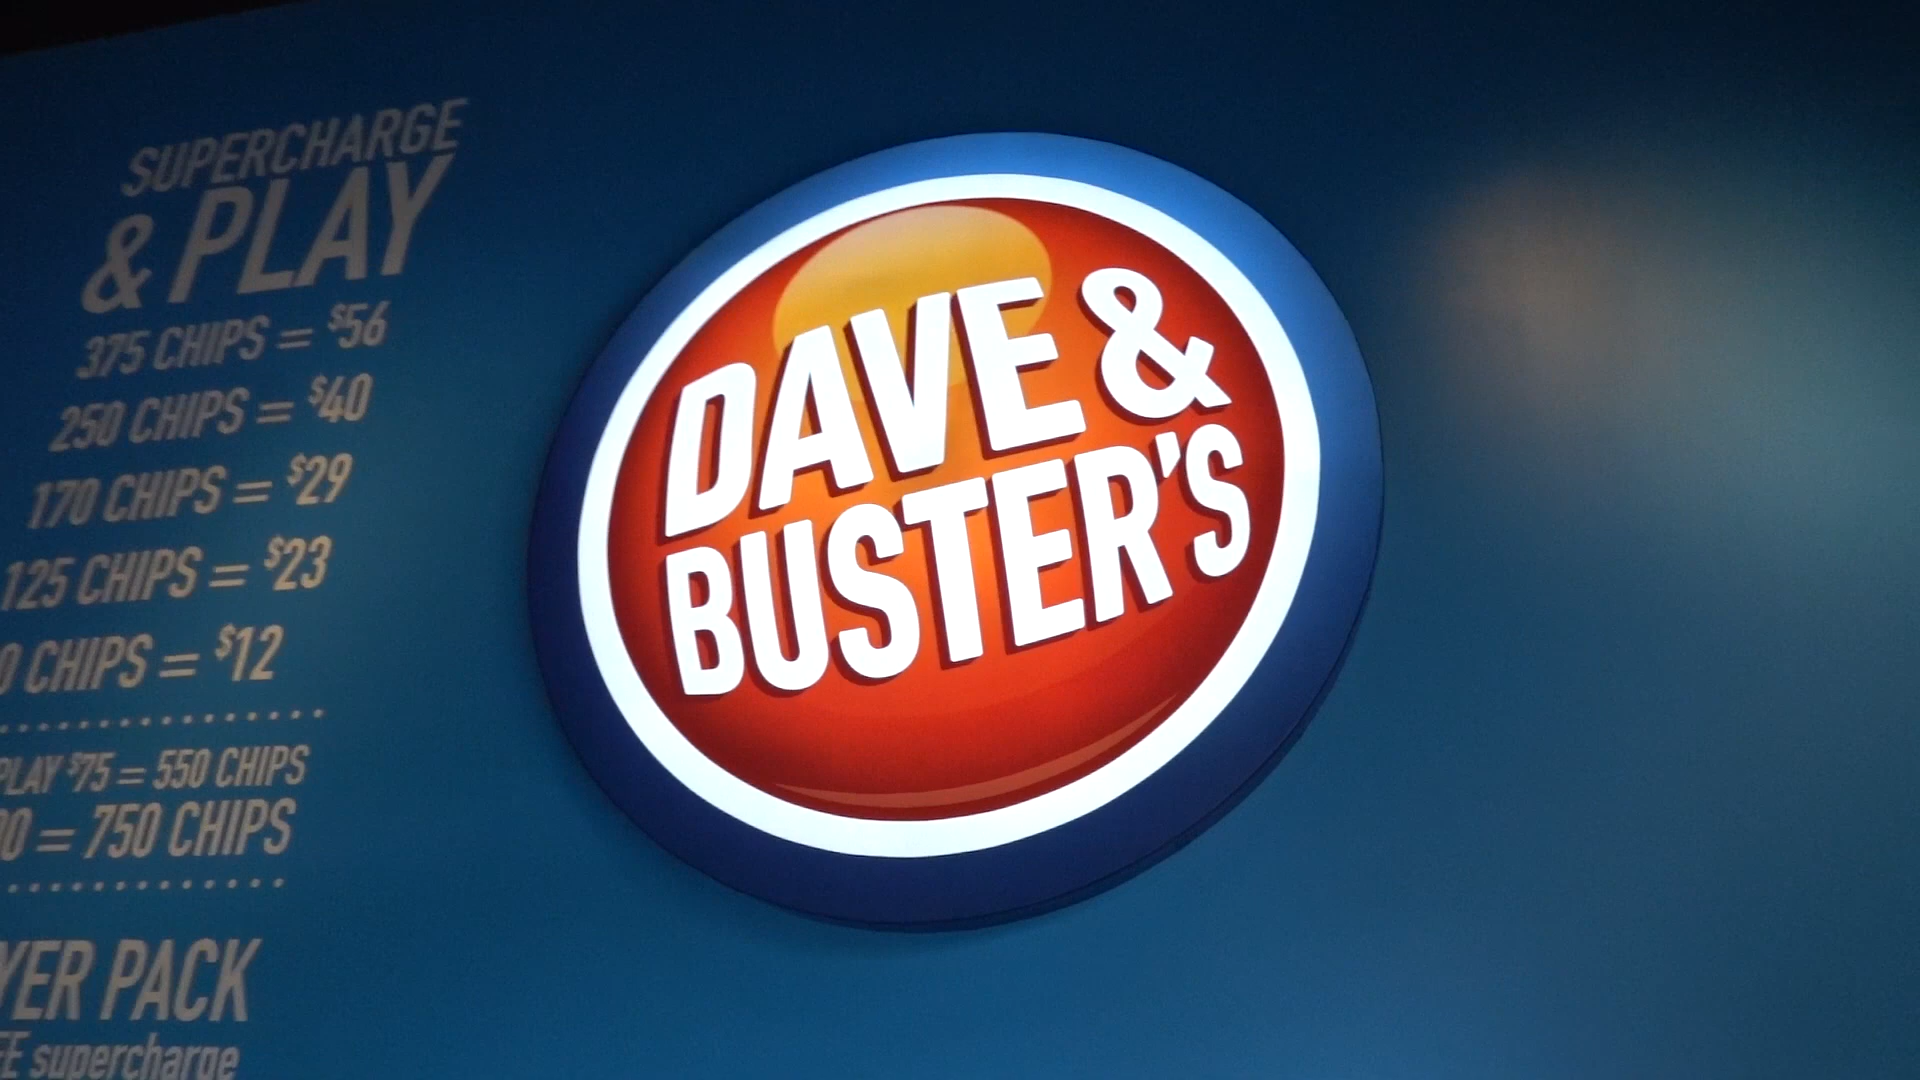 SUPERCHARGE
& PLAY
375 CHIPS = $56
250 CHIPS = $40
170 CHIPS = $29
125 CHIPS = $23
CHIPS = $12
PLAY $75 = 550 CHIPS
= 750 CHIPS
PACK
supercharge
DAVE &
BUSTER'S